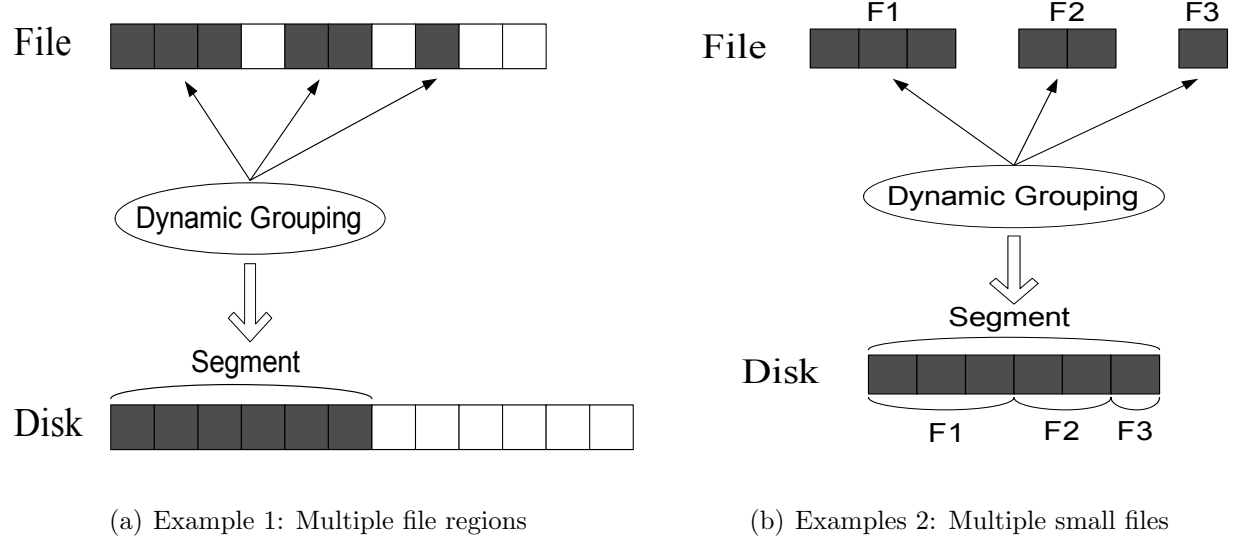 File
Dynamic Grouping
Segment
Disk
(a) Example 1: Multiple file regions
F1 F2 F3
File
Dynamic Grouping
Segment
Disk
F1 F2 F3
(b) Examples 2: Multiple small files